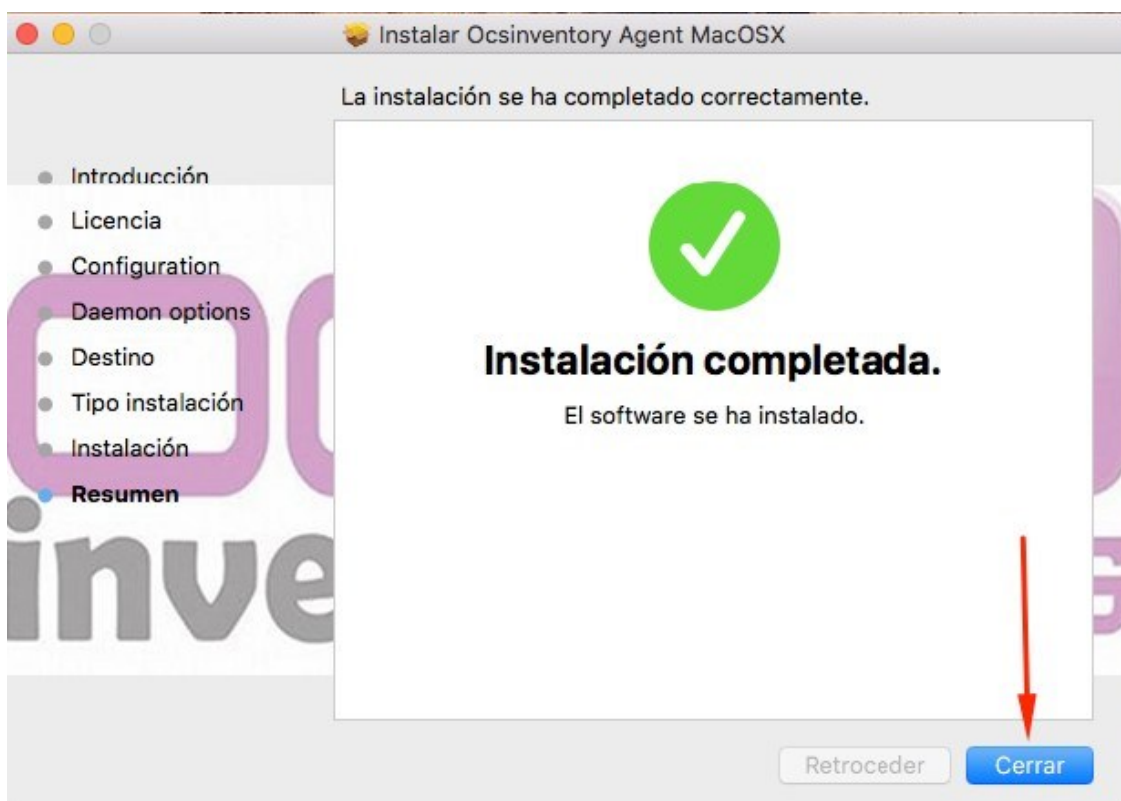 Instalar Ocsinventory Agent MacOSX
La instalación se ha completado correctamente.
Introducción
Licencia
Configuration
Daemon options
Destino
Tipo instalación
Instalación
Resumen
inve
Instalación completada.
El software se ha instalado.
Retroceder
Cerrar